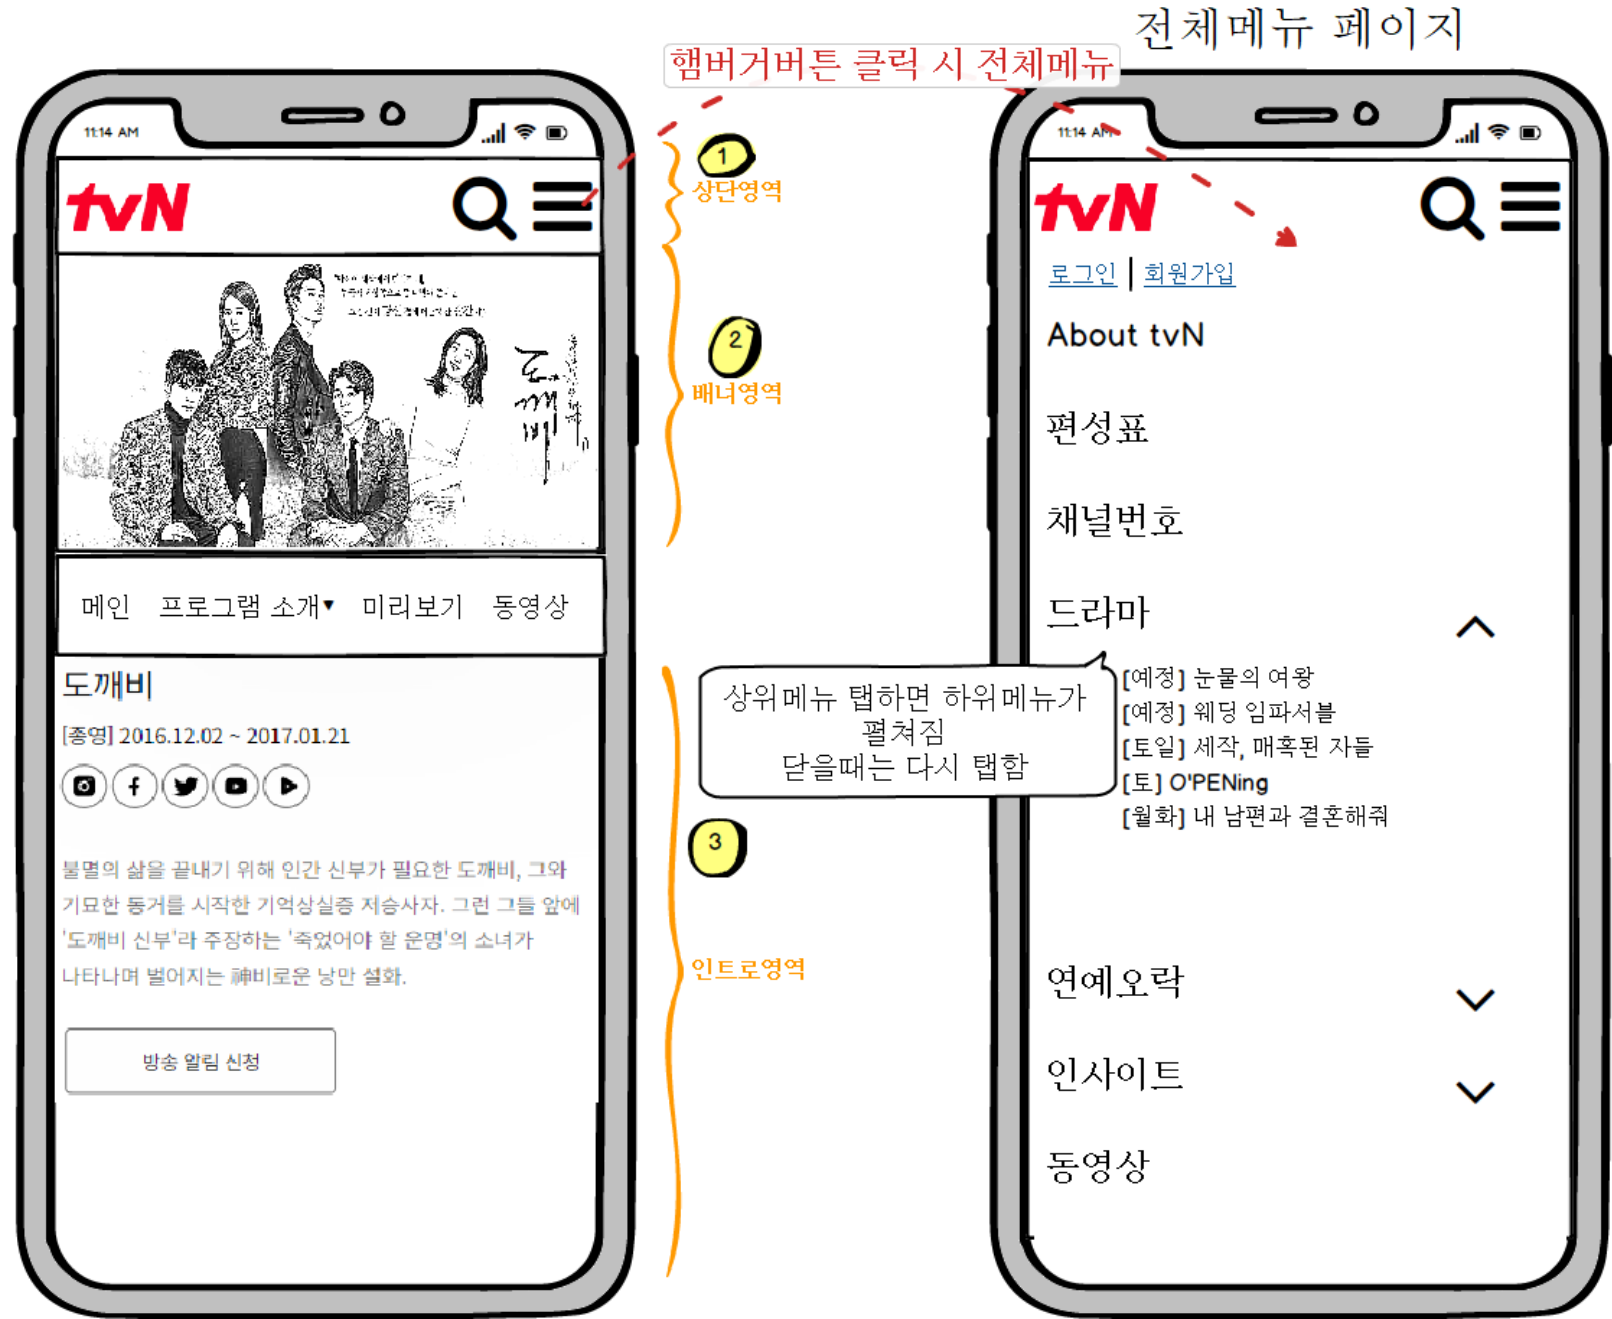 전체메뉴 페이지
햄버거버튼 클릭 시 전체메뉴
11:14 AM
tvN
도깨비
메인 프로그램 소개▼ 미리보기 동영상
도깨비
[종영] 2016.12.02 ~ 2017.01.21
불멸의 삶을 끝내기 위해 인간 신부가 필요한 도깨비, 그와
기묘한 동거를 시작한 기억상실증 저승사자. 그런 그들 앞에
'도깨비 신부'라 주장하는 '죽었어야 할 운명'의 소녀가
나타나며 벌어지는 神비로운 낭만 설화.
방송 알림 신청
1
상단영역
2
배너영역
상위메뉴 탭하면 하위메뉴가
펼쳐짐
닫을때는 다시 탭함
3
인트로영역
11:14 AM
tvN
로그인 | 회원가입
About tvN
편성표
채널번호
드라마
[예정] 눈물의 여왕
[예정] 웨딩 임파서블
[토일] 세작, 매혹된 자들
[토] O'PENing
[월화] 내 남편과 결혼해줘
연예오락
인사이트
동영상